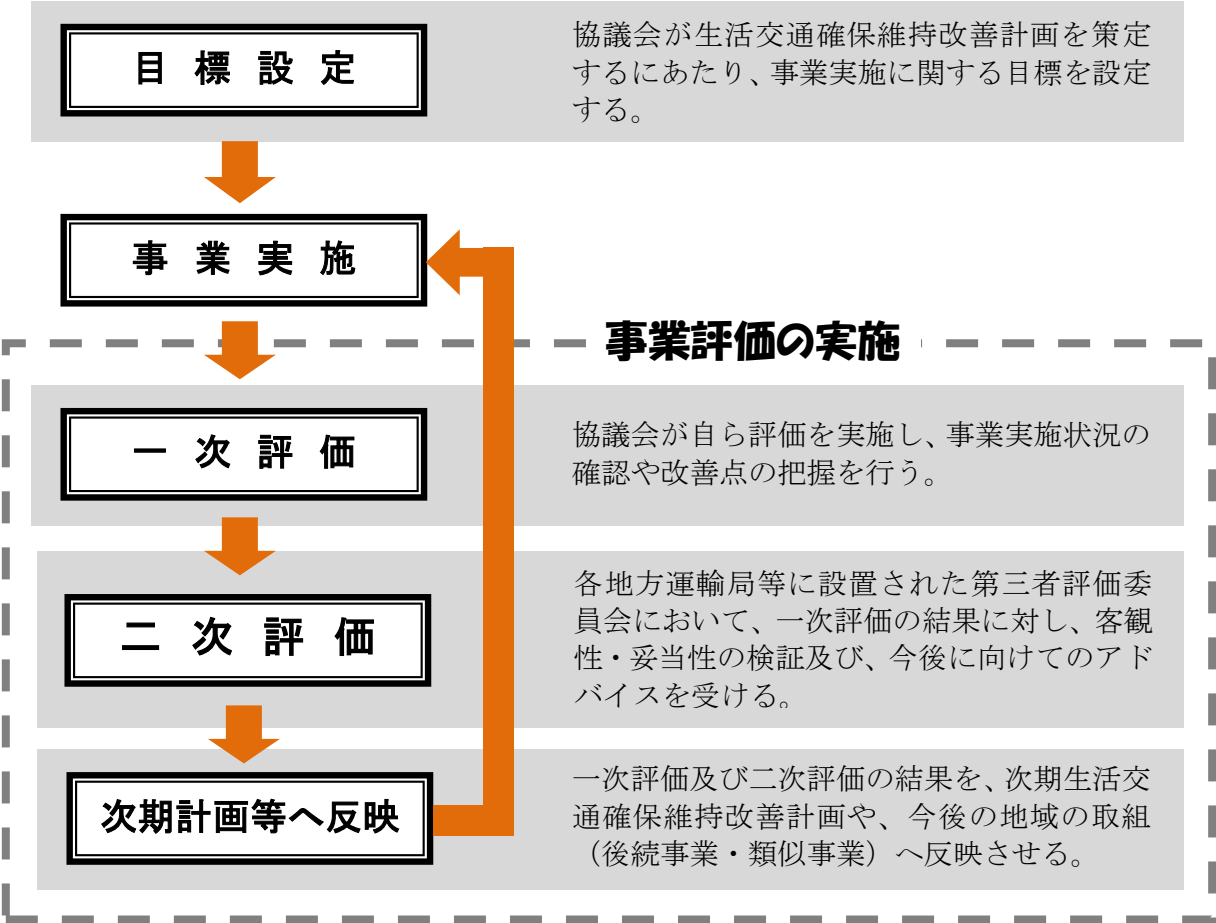 目標設定
協議会が生活交通確保維持改善計画を策定
するにあたり、事業実施に関する目標を設定
する。
事業実施
事業評価の実施
一次評価
協議会が自ら評価を実施し、事業実施状況の
確認や改善点の把握を行う。
二次評価
各地方運輸局等に設置された第三者評価委
員会において、一次評価の結果に対し、客観
性・妥当性の検証及び、今後に向けてのアド
バイスを受ける。
次期計画等へ反映
一次評価及び二次評価の結果を、次期生活交
通確保維持改善計画や、今後の地域の取組
（後続事業・類似事業）へ反映させる。